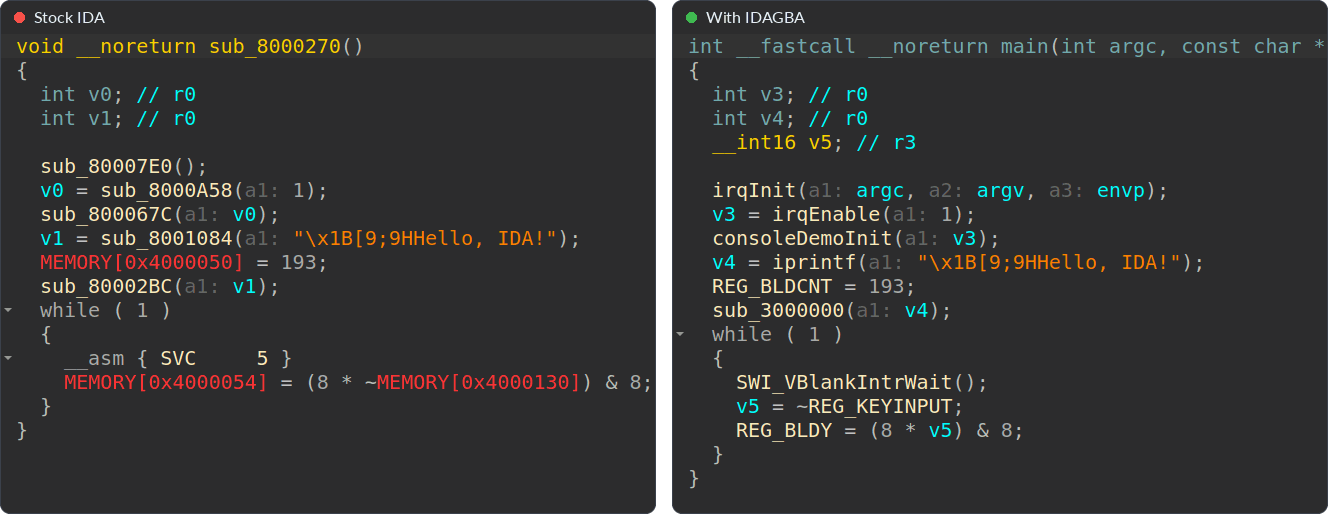 Stock IDA
void __noreturn sub_8000270()
{
  int v0; // r0
  int v1; // r0

  sub_80007E0();
  v0 = sub_8000A58(a1: 1);
  sub_800067C(a1: v0);
  v1 = sub_8001084(a1: "\x1B[9;9HHello, IDA!");
  MEMORY[0x4000050] = 193;
  sub_80002BC(a1: v1);
  while ( 1 )
  {
    __asm { SVC     5 }
    MEMORY[0x4000054] = (8 * ~MEMORY[0x4000130]) & 8;
  }
}
With IDAGBA
int __fastcall __noreturn main(int argc, const char *
{
  int v3; // r0
  int v4; // r0
  __int16 v5; // r3

  irqInit(a1: argc, a2: argv, a3: envp);
  v3 = irqEnable(a1: 1);
  consoleDemoInit(a1: v3);
  v4 = iprintf(a1: "\x1B[9;9HHello, IDA!");
  REG_BLDCNT = 193;
  sub_3000000(a1: v4);
  while ( 1 )
  {
    SWI_VBlankIntrWait();
    v5 = ~REG_KEYINPUT;
    REG_BLDY = (8 * v5) & 8;
  }
}